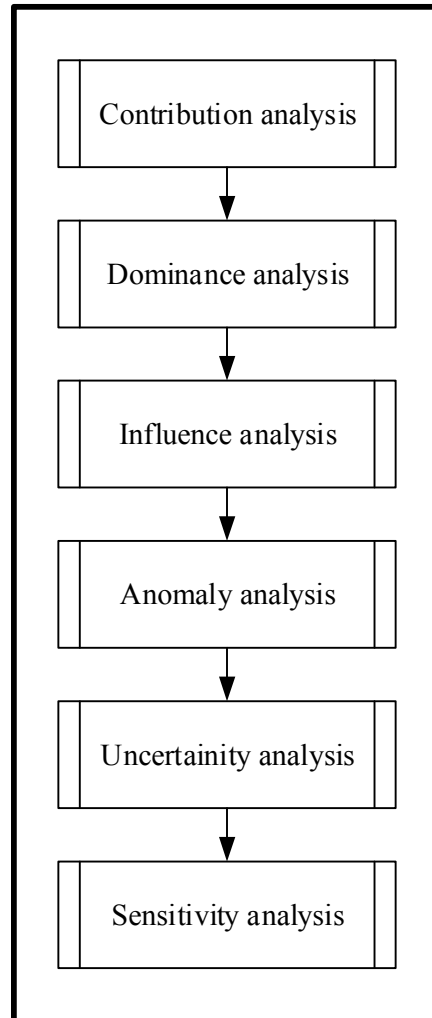 Contribution analysis
Dominance analysis
Influence analysis
Anomaly analysis
Uncertainity analysis
Sensitivity analysis